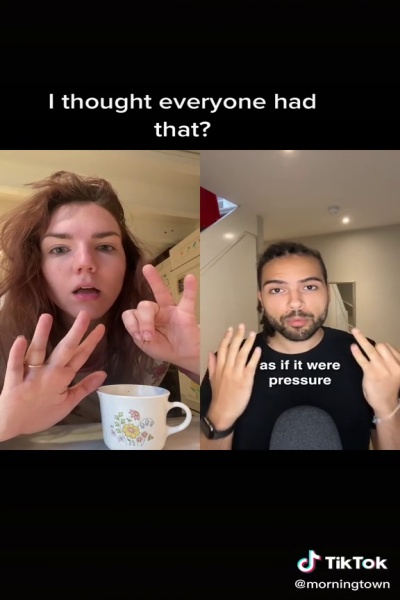 I thought everyone had
that?
as if it were
pressure
TikTok
@morningtown